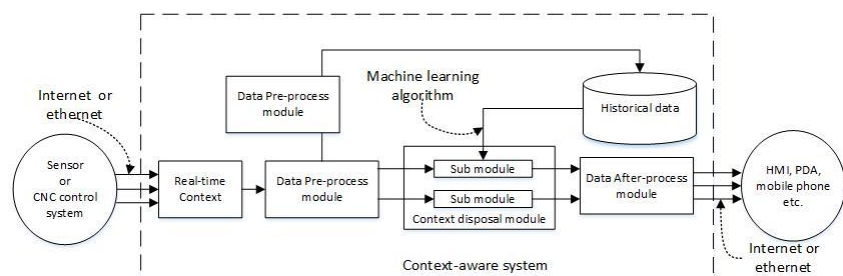 Internet or
ethernet
Sensor
or
CNC control
system
Real-time
Context
Data Pre-process
module
Data Pre-process
module
Machine learning
algorithm
Historical data
Sub module
Sub module
Context disposal module
Data After-process
module
HMI, PDA,
mobile phone
etc.
Internet or
ethernet
Context-aware system